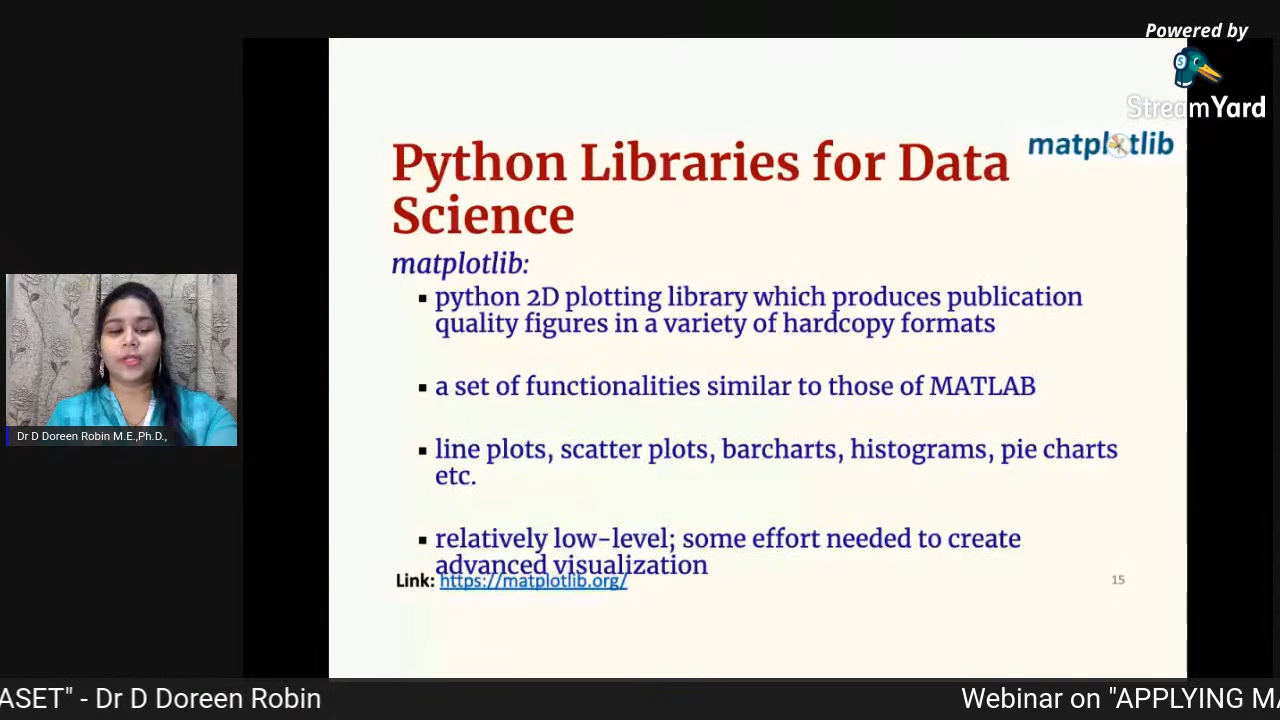 Powered by
StreamYard
matplotlib
Python Libraries for Data
Science
matplotlib:
▪ python 2D plotting library which produces publication
quality figures in a variety of hardcopy formats
▪ a set of functionalities similar to those of MATLAB
▪ line plots, scatter plots, barcharts, histograms, pie charts
etc.
▪ relatively low-level; some effort needed to create
advanced visualization
Link: https://matplotlib.org/
15
Dr D Doreen Robin M.E.,Ph.D.,
ASET" - Dr D Doreen Robin
Webinar on "APPLYING MA